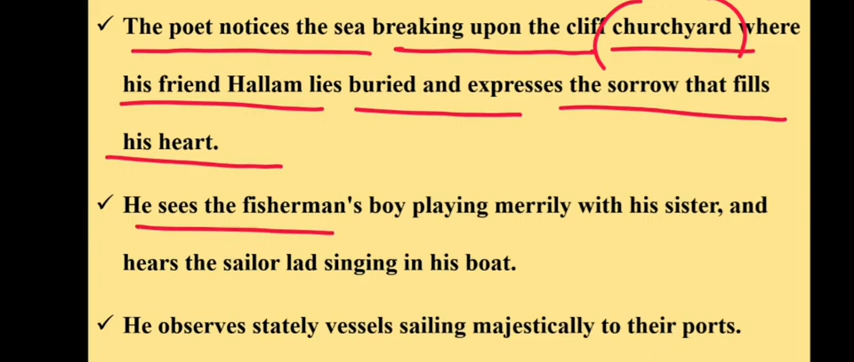 ✓ The poet notices the sea breaking upon the cliff churchyard where
his friend Hallam lies buried and expresses the sorrow that fills
his heart.
✓ He sees the fisherman's boy playing merrily with his sister, and
hears the sailor lad singing in his boat.
✓ He observes stately vessels sailing majestically to their ports.